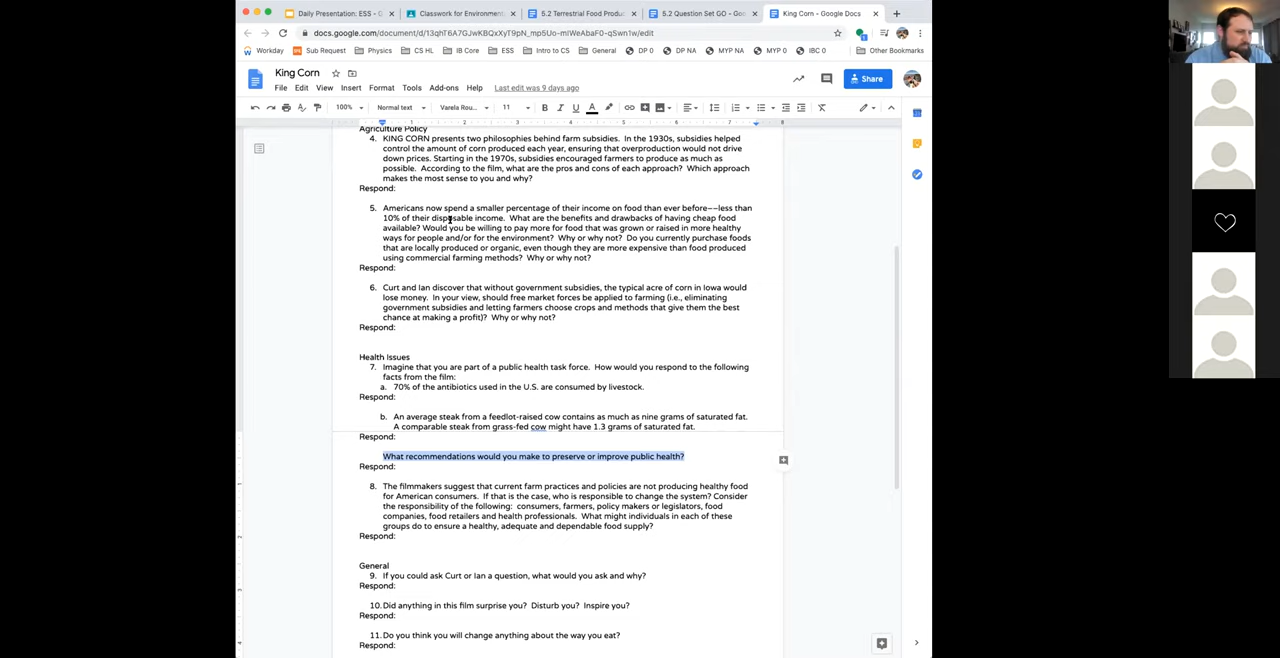 Daily Presentation: ESS - D
Classwork for Environment
5.2 Terrestrial Food Produc
5.2 Question Set GO - Goo
King Corn - Google Docs
docs.google.com/document/d/13qhT6A7GJwKBQxXyT9pN_mp5Uo-mIWeAbaF0-qSwn1w/edit
Workday
Sub Request
Physics
CS HL
IB Core
ESS
Intro to CS
General
DP 0
DP NA
MYP NA
MYP 0
IBC 0
Other Bookmarks
King Corn
File Edit View Insert Format Tools Add-ons Help Last edit was 9 days ago
Share
100% Normal text Varela Rou... 11
Agriculture Policy
4. KING CORN presents two philosophies behind farm subsidies. In the 1930s, subsidies helped
control the amount of corn produced each year, ensuring that overproduction would not drive
down prices. Starting in the 1970s, subsidies encouraged farmers to produce as much as
possible. According to the film, what are the pros and cons of each approach? Which approach
makes the most sense to you and why?
Respond:
5. Americans now spend a smaller percentage of their income on food than ever before––less than
10% of their disposable income. What are the benefits and drawbacks of having cheap food
available? Would you be willing to pay more for food that was grown or raised in more healthy
ways for people and/or for the environment? Why or why not? Do you currently purchase foods
that are locally produced or organic, even though they are more expensive than food produced
using commercial farming methods? Why or why not?
Respond:
6. Curt and Ian discover that without government subsidies, the typical acre of corn in Iowa would
lose money. In your view, should free market forces be applied to farming (i.e., eliminating
government subsidies and letting farmers choose crops and methods that give them the best
chance at making a profit)? Why or why not?
Respond:
Health Issues
7. Imagine that you are part of a public health task force. How would you respond to the following
facts from the film:
a. 70% of the antibiotics used in the U.S. are consumed by livestock.
Respond:
b. An average steak from a feedlot-raised cow contains as much as nine grams of saturated fat.
A comparable steak from grass-fed cow might have 1.3 grams of saturated fat.
Respond:
What recommendations would you make to preserve or improve public health?
Respond:
8. The filmmakers suggest that current farm practices and policies are not producing healthy food
for American consumers. If that is the case, who is responsible to change the system? Consider
the responsibility of the following: consumers, farmers, policy makers or legislators, food
companies, food retailers and health professionals. What might individuals in each of these
groups do to ensure a healthy, adequate and dependable food supply?
Respond:
General
9. If you could ask Curt or Ian a question, what would you ask and why?
Respond:
10. Did anything in this film surprise you? Disturb you? Inspire you?
Respond:
11. Do you think you will change anything about the way you eat?
Respond: